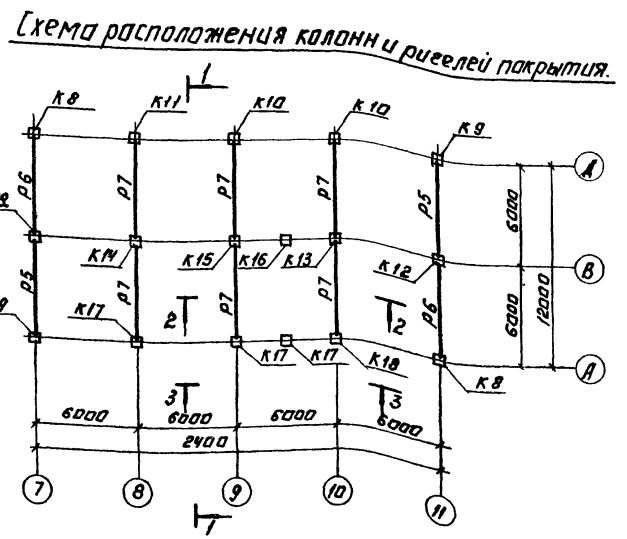 Схема расположения колонн и ригелей покрытия.
1
К8 К11 К10 К10 К9
Р6 Р7 Р7 Р7 Р5 6000 А
К14 К15 К16 К13 К12 В
Р5 Р7 Р7 Р7 Р6 6000 12000
2 2
К17 К17 К17 К18 К8 А
3 3
6000 6000 6000 6000
2400
7 8 9 10 11
1